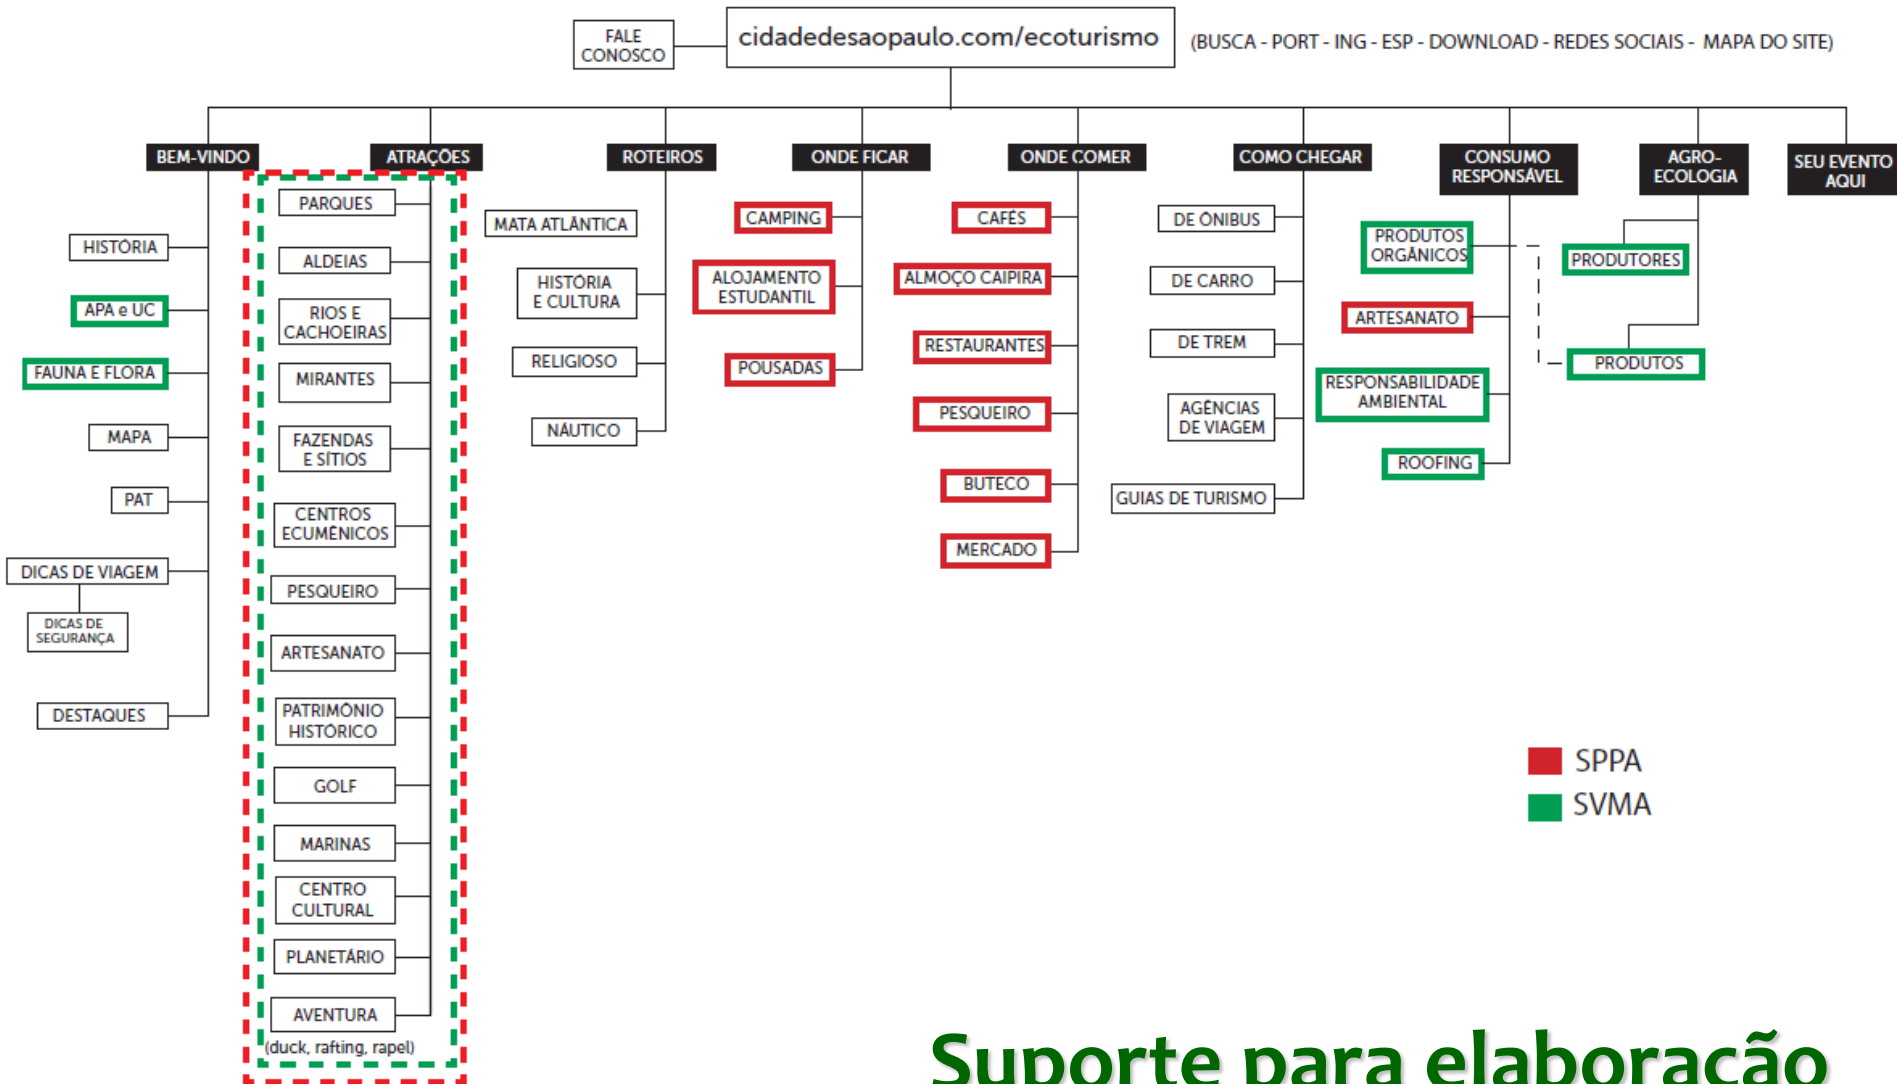 FALE
CONOSCO
cidadedesaopaulo.com/ecoturismo
(BUSCA - PORT - ING - ESP - DOWNLOAD - REDES SOCIAIS - MAPA DO SITE)
BEM-VINDO
HISTÓRIA
APA e UC
FAUNA E FLORA
MAPA
PAT
DICAS DE VIAGEM
DICAS DE
SEGURANÇA
DESTAQUES
ATRAÇÕES
PARQUES
ALDEIAS
RIOS E
CACHOEIRAS
MIRANTES
FAZENDAS
E SÍTIOS
CENTROS
ECUMÊNICOS
PESQUEIRO
ARTESANATO
PATRIMÔNIO
HISTÓRICO
GOLF
MARINAS
CENTRO
CULTURAL
PLANETÁRIO
AVENTURA
(duck, rafting, rapel)
ROTEIROS
MATA ATLÂNTICA
HISTÓRIA
E CULTURA
RELIGIOSO
NÁUTICO
ONDE FICAR
CAMPING
ALOJAMENTO
ESTUDANTIL
POUSADAS
ONDE COMER
CAFÉS
ALMOÇO CAIPIRA
RESTAURANTES
PESQUEIRO
BUTECO
MERCADO
COMO CHEGAR
DE ÔNIBUS
DE CARRO
DE TREM
AGÊNCIAS
DE VIAGEM
GUIAS DE TURISMO
CONSUMO
RESPONSÁVEL
PRODUTOS
ORGÂNICOS
ARTESANATO
RESPONSABILIDADE
AMBIENTAL
ROOFING
AGRO-
ECOLOGIA
PRODUTORES
PRODUTOS
SEU EVENTO
AQUI
SPPA
SVMA
Suporte para elaboração